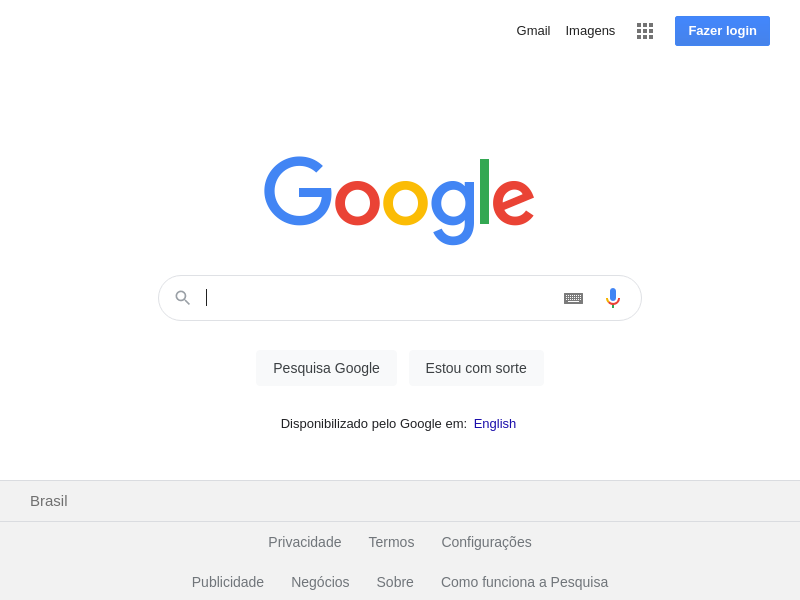 Gmail Imagens Fazer login
Google
Pesquisa Google Estou com sorte
Disponibilizado pelo Google em: English
Brasil
Privacidade Termos Configurações
Publicidade Negócios Sobre Como funciona a Pesquisa